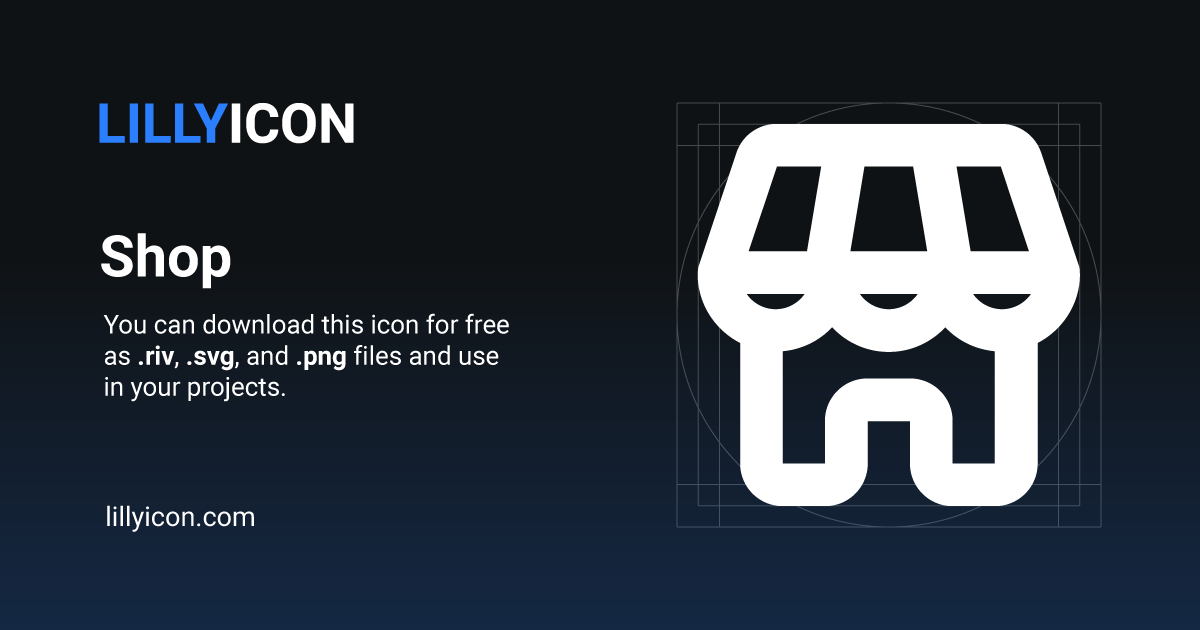 LILLYICON
Shop
You can download this icon for free
as .riv, .svg, and .png files and use
in your projects.
lillyicon.com